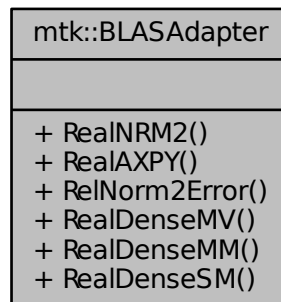 mtk::BLASAdapter
+ RealNRM2()
+ RealAXPY()
+ RelNorm2Error()
+ RealDenseMV()
+ RealDenseMM()
+ RealDenseSM()